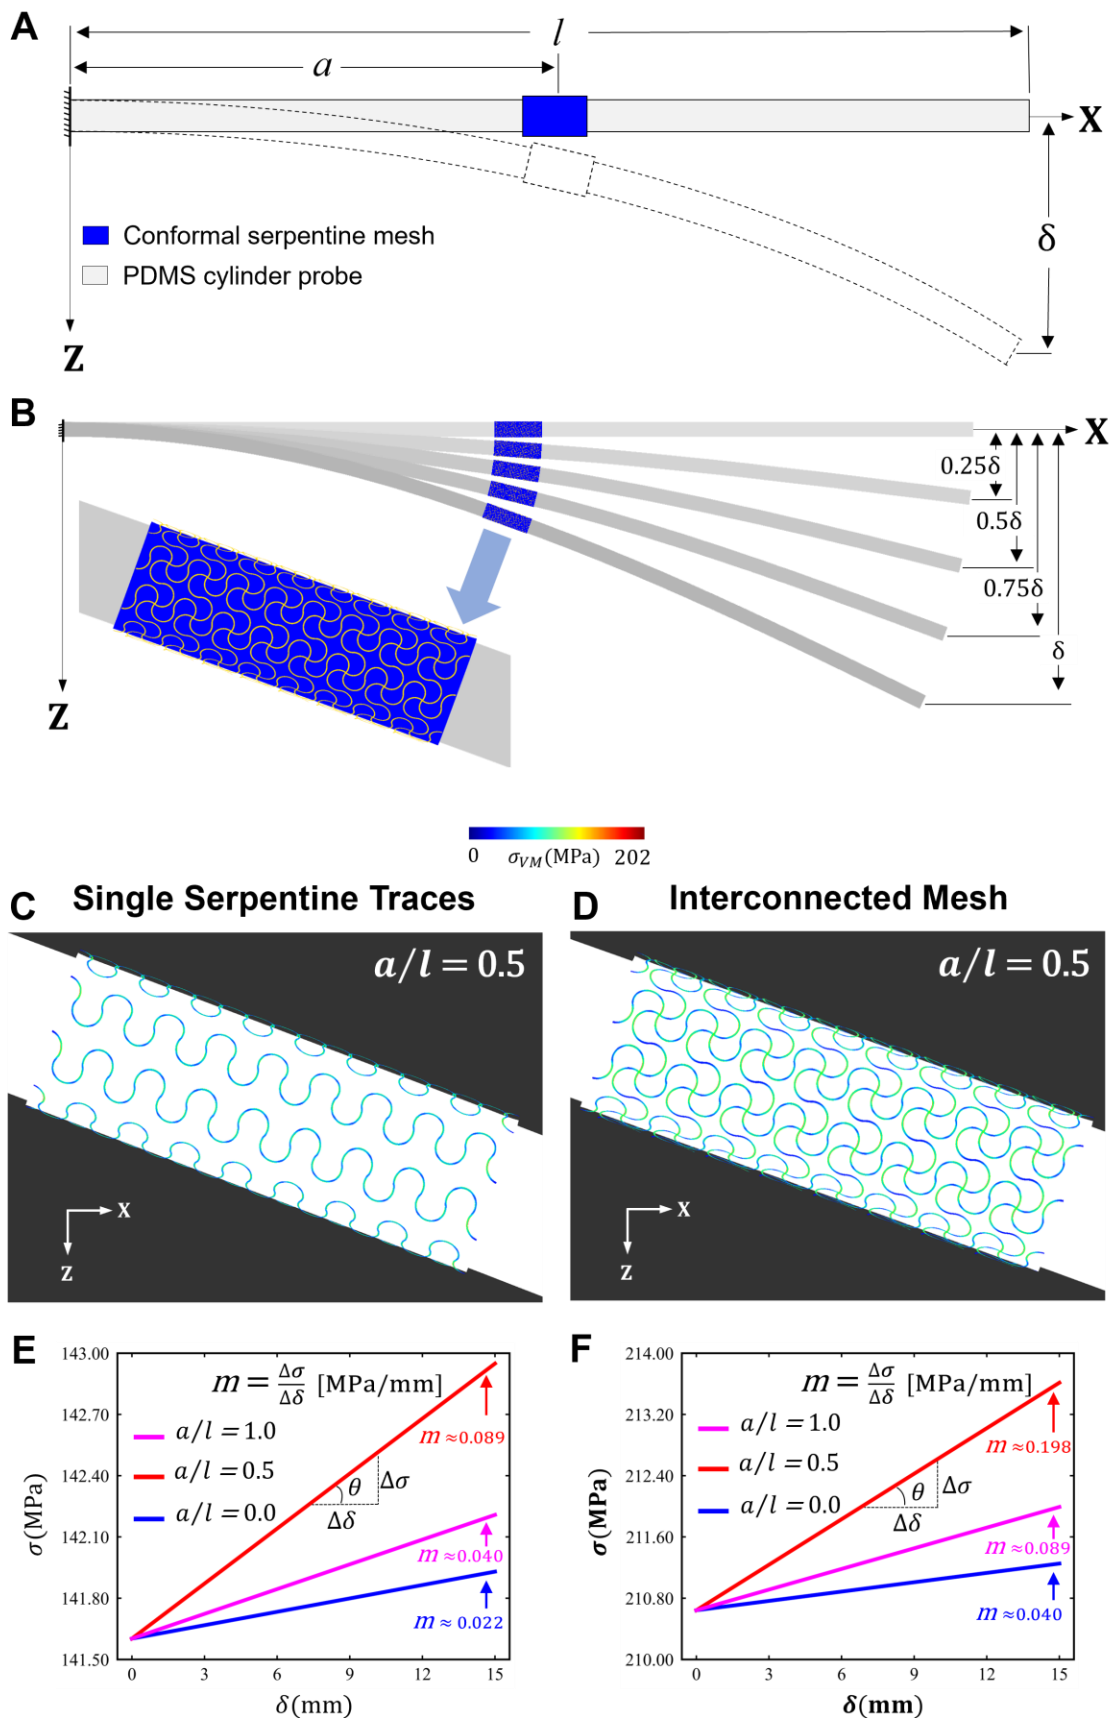 A
l
a
X
δ
Conformal serpentine mesh
PDMS cylinder probe
Z
B
X
0.25δ
0.5δ
0.75δ
δ
Z
0 σVM(MPa) 202
C Single Serpentine Traces
D Interconnected Mesh
a/l = 0.5
a/l = 0.5
X
Z
X
Z
E
143.00
142.70
142.40
142.10
141.80
141.50
σ(MPa)
m = Δσ/Δδ [MPa/mm]
a/l = 1.0
a/l = 0.5
a/l = 0.0
m ≈0.089
θ
Δσ
Δδ
m ≈0.040
m ≈0.022
0 3 6 9 12 15
δ(mm)
F
214.00
213.20
212.40
211.60
210.80
210.00
σ(MPa)
m = Δσ/Δδ [MPa/mm]
a/l = 1.0
a/l = 0.5
a/l = 0.0
m ≈0.198
θ
Δσ
Δδ
m ≈0.089
m ≈0.040
0 3 6 9 12 15
δ(mm)